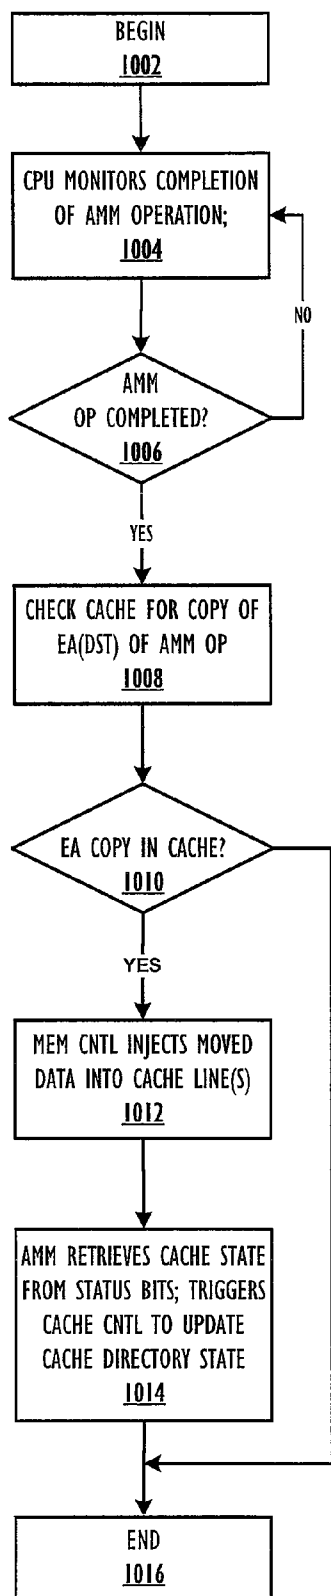 BEGIN
1002
CPU MONITORS COMPLETION
OF AMM OPERATION;
1004
NO
AMM
OP COMPLETED?
1006
YES
CHECK CACHE FOR COPY OF
EA(DST) OF AMM OP
1008
EA COPY IN CACHE?
1010
YES
MEM CNTL INJECTS MOVED
DATA INTO CACHE LINE(S)
1012
AMM RETRIEVES CACHE STATE
FROM STATUS BITS; TRIGGERS
CACHE CNTL TO UPDATE
CACHE DIRECTORY STATE
1014
END
1016